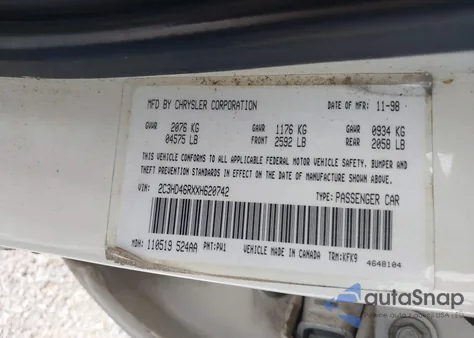 MFD BY CHRYSLER CORPORATION DATE OF MFR 11-98
GVWR 2076 KG GAWR 1176 KG GAWR 0934 KG
04575 LB FRONT 2592 LB REAR 2058 LB
THIS VEHICLE CONFORMS TO ALL APPLICABLE FEDERAL MOTOR VEHICLE SAFETY, BUMPER AND
THEFT PREVENTION STANDARDS IN EFFECT ON THE DATE OF MANUFACTURE SHOWN ABOVE.
VIN: 2C3HD46RXXH620742 TYPE: PASSENGER CAR
MDH: 110519 524AA PNT: PW1 VEHICLE MADE IN CANADA TRM: KFK9
4648104
autaSnap